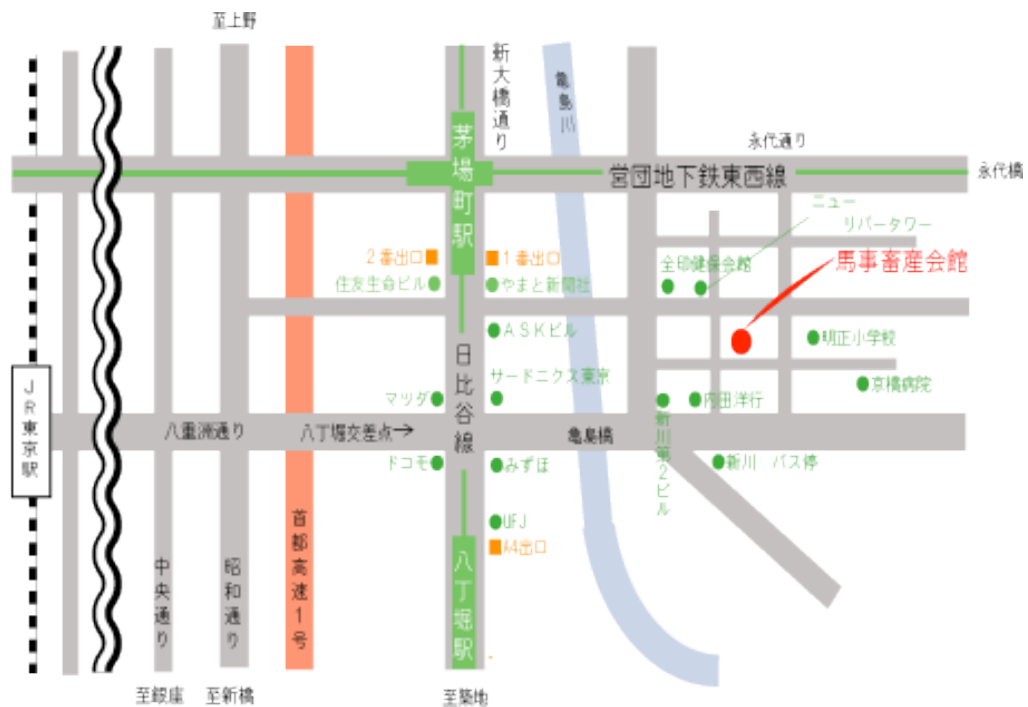 至上野
新大橋通り
亀島川
茅場町駅
永代通り
営団地下鉄東西線
永代橋
ニュー
リバータワー
2番出口
1番出口
全印健保会館
馬事畜産会館
住友生命ビル
やまと新聞社
ASKビル
明正小学校
日比谷線
サードニクス東京
京橋病院
JR東京駅
マツダ
内田洋行
八重洲通り
八丁堀交差点→
亀島橋
新川第2ビル
ドコモ
みずほ
新川 バス停
首都高速1号
UFJ
A4出口
中央通り
昭和通り
八丁堀駅
至銀座
至新橋
至築地